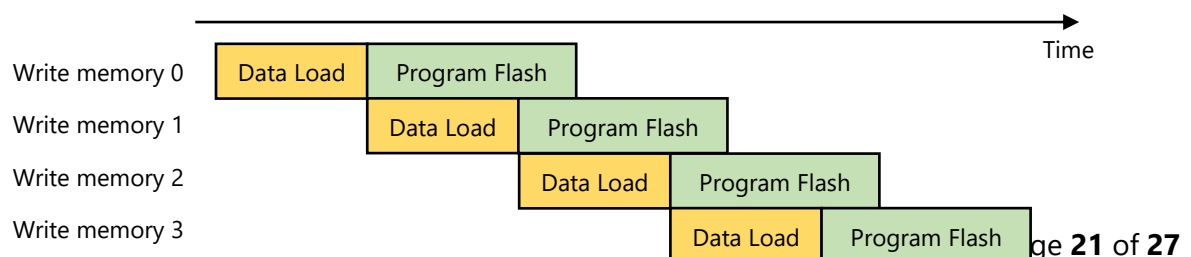 Time
Write memory 0 Data Load Program Flash
Write memory 1 Data Load Program Flash
Write memory 2 Data Load Program Flash
Write memory 3 Data Load Program Flash
21 of 27